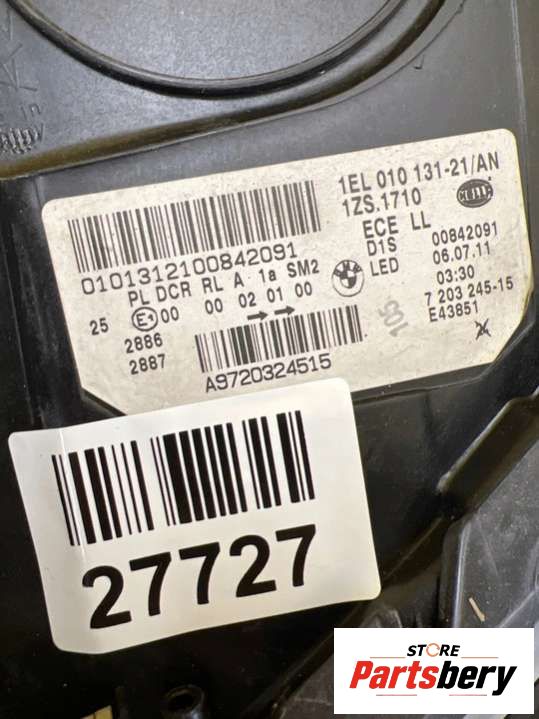 1EL 010 131-21/AN
1ZS.1710
ECE LL
HELLA
D1S 00842091
LED 06.07.11
03:30
7 203 245-15
E43851
0101312100842091
PL DCR RL A 1a SM2
25 E1 00 00 02 01 00
2886
2887
A9720324515
105
27727
STORE
Partsbery